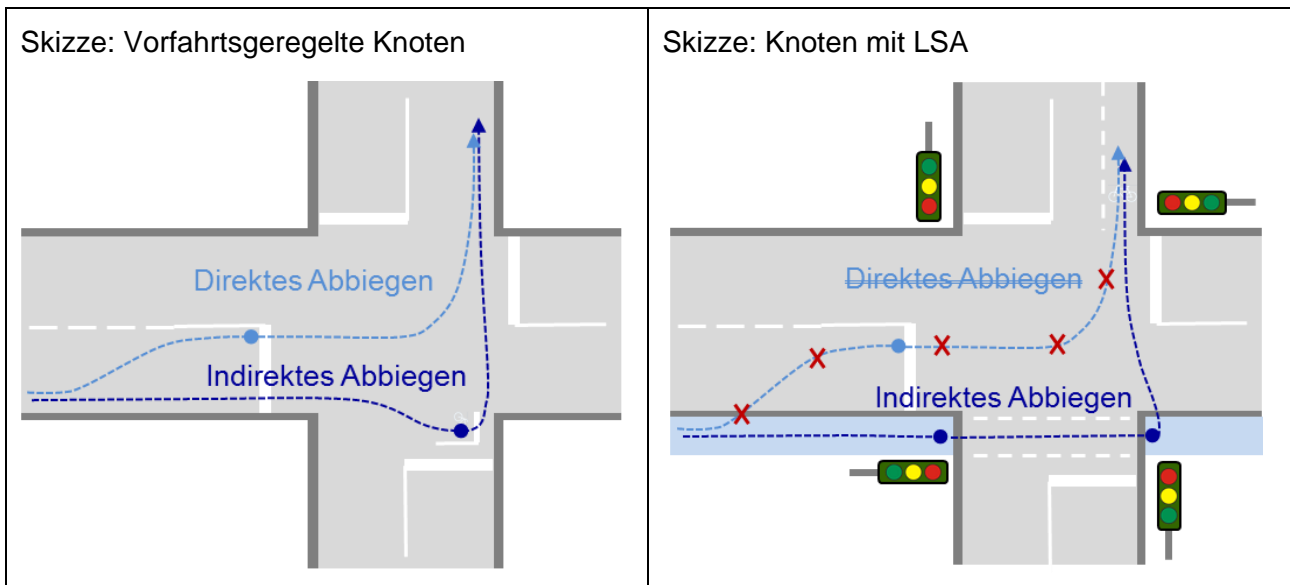 Skizze: Vorfahrtsgeregelte Knoten
Direktes Abbiegen
Indirektes Abbiegen
Skizze: Knoten mit LSA
Direktes Abbiegen
Indirektes Abbiegen